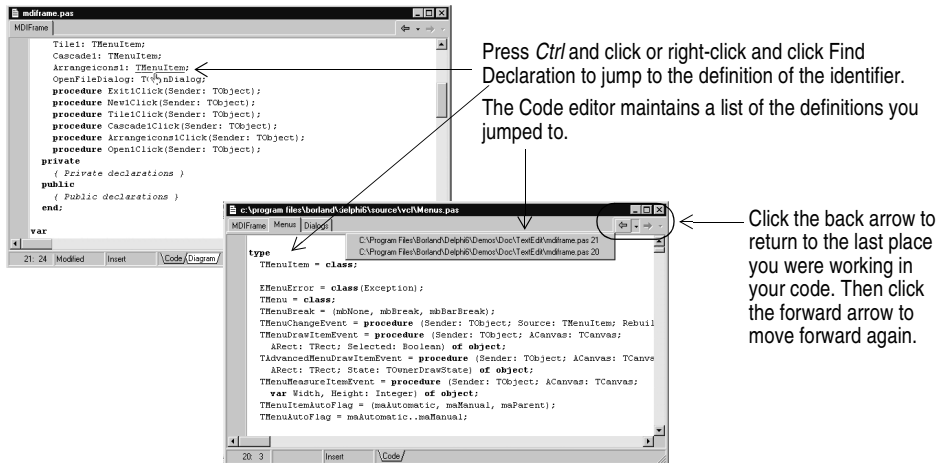 mdiframe.pas
MDIFrame
Tile1: TMenuItem;
Cascade1: TMenuItem;
Arrangeicons1: TMenuItem;
OpenFileDialog: TOpenDialog;
procedure Exit1Click(Sender: TObject);
procedure New1Click(Sender: TObject);
procedure Tile1Click(Sender: TObject);
procedure Cascade1Click(Sender: TObject);
procedure Arrangeicons1Click(Sender: TObject);
procedure Open1Click(Sender: TObject);
private
{ Private declarations }
public
{ Public declarations }
end;
var
21: 24 Modified Insert \Code/Diagram/
Press Ctrl and click or right-click and click Find
Declaration to jump to the definition of the identifier.
The Code editor maintains a list of the definitions you
jumped to.
c:\program files\borland\delphi6\source\vcl\Menus.pas
MDIFrame Menus Dialogs
C:\Program Files\Borland\Delphi6\Demos\Doc\TextEdit\mdiframe.pas 21
C:\Program Files\Borland\Delphi6\Demos\Doc\TextEdit\mdiframe.pas 20
type
TMenuItem = class;
EMenuError = class(Exception);
TMenu = class;
TMenuBreak = (mbNone, mbBreak, mbBarBreak);
TMenuChangeEvent = procedure (Sender: TObject; Source: TMenuItem; Rebuil
TMenuDrawItemEvent = procedure (Sender: TObject; ACanvas: TCanvas;
ARect: TRect; Selected: Boolean) of object;
TAdvancedMenuDrawItemEvent = procedure (Sender: TObject; ACanvas: TCanva
ARect: TRect; State: TOwnerDrawState) of object;
TMenuMeasureItemEvent = procedure (Sender: TObject; ACanvas: TCanvas;
var Width, Height: Integer) of object;
TMenuItemAutoFlag = (maAutomatic, maManual, maParent);
TMenuAutoFlag = maAutomatic..maManual;
20: 3 Insert \Code/
Click the back arrow to
return to the last place
you were working in
your code. Then click
the forward arrow to
move forward again.